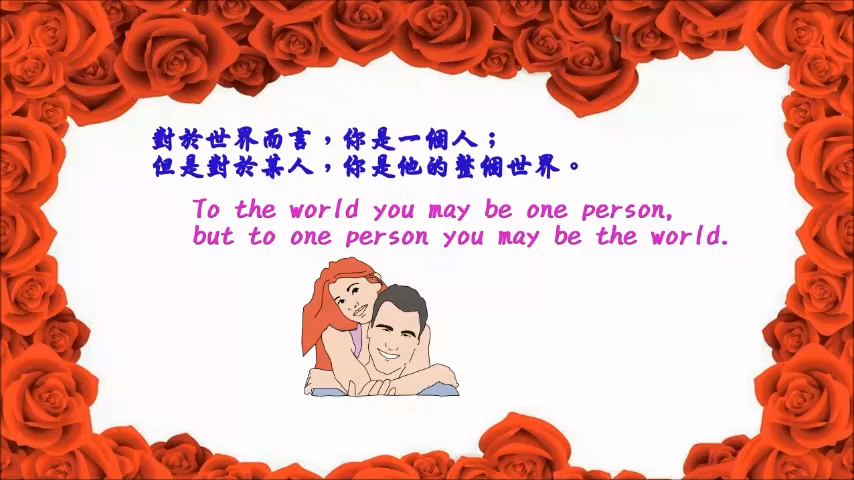 對於世界而言，你是一個人；
但是對於某人，你是他的整個世界。
To the world you may be one person,
but to one person you may be the world.